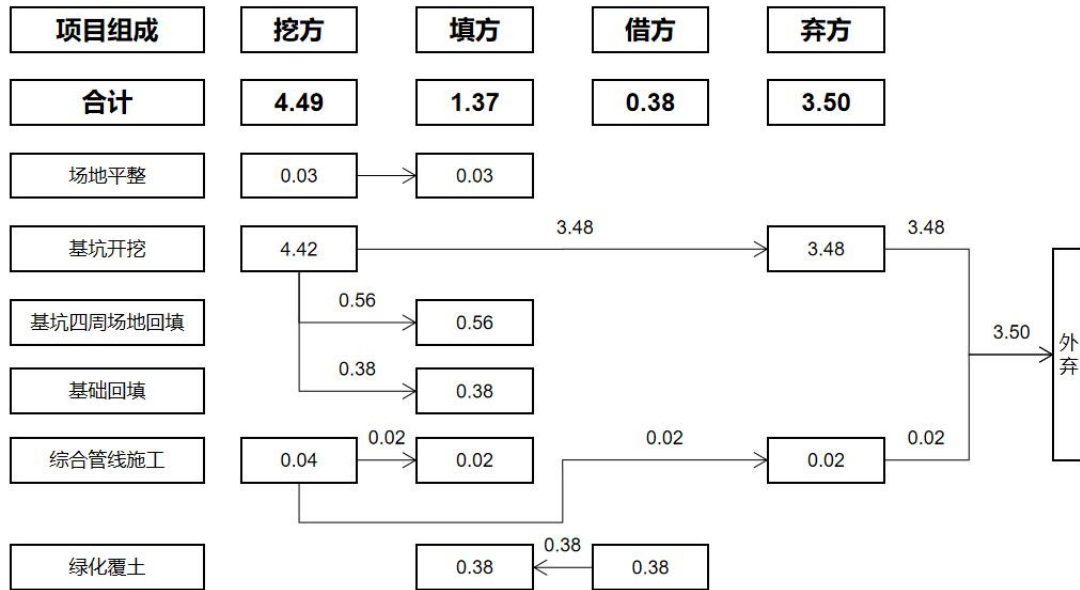 项目组成 挖方 填方 借方 弃方
合计 4.49 1.37 0.38 3.50
场地平整 0.03 0.03
3.48 3.48
基坑开挖 4.42 3.48
0.56
基坑四周场地回填 0.56
3.50
外弃
0.38
基础回填 0.38
0.02 0.02 0.02
综合管线施工 0.04 0.02 0.02
0.38
绿化覆土 0.38 0.38